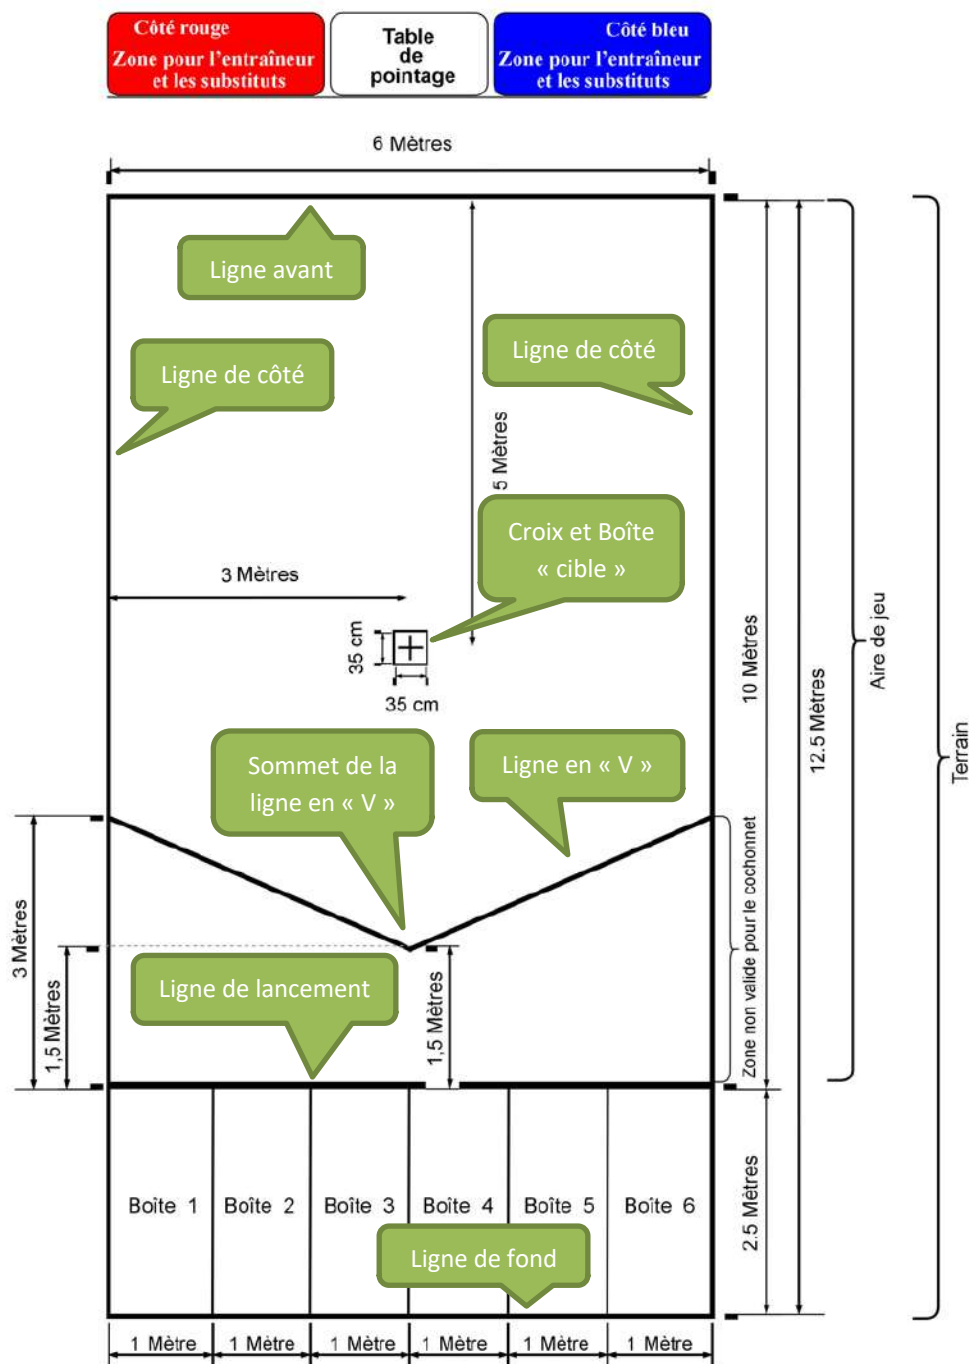 Côté rouge
Zone pour l'entraîneur
et les substituts
Table
de
pointage
Côté bleu
Zone pour l'entraîneur
et les substituts
6 Mètres
Ligne avant
Ligne de côté
Ligne de côté
5 Mètres
Croix et Boîte
« cible »
3 Mètres
35 cm
35 cm
10 Mètres
12.5 Mètres
Aire de jeu
Terrain
Sommet de la
ligne en « V »
Ligne en « V »
3 Mètres
1,5 Mètres
Ligne de lancement
1,5 Mètres
Zone non valide pour le cochonnet
Boîte 1
Boîte 2
Boîte 3
Boîte 4
Boîte 5
Boîte 6
2.5 Mètres
Ligne de fond
1 Mètre
1 Mètre
1 Mètre
1 Mètre
1 Mètre
1 Mètre